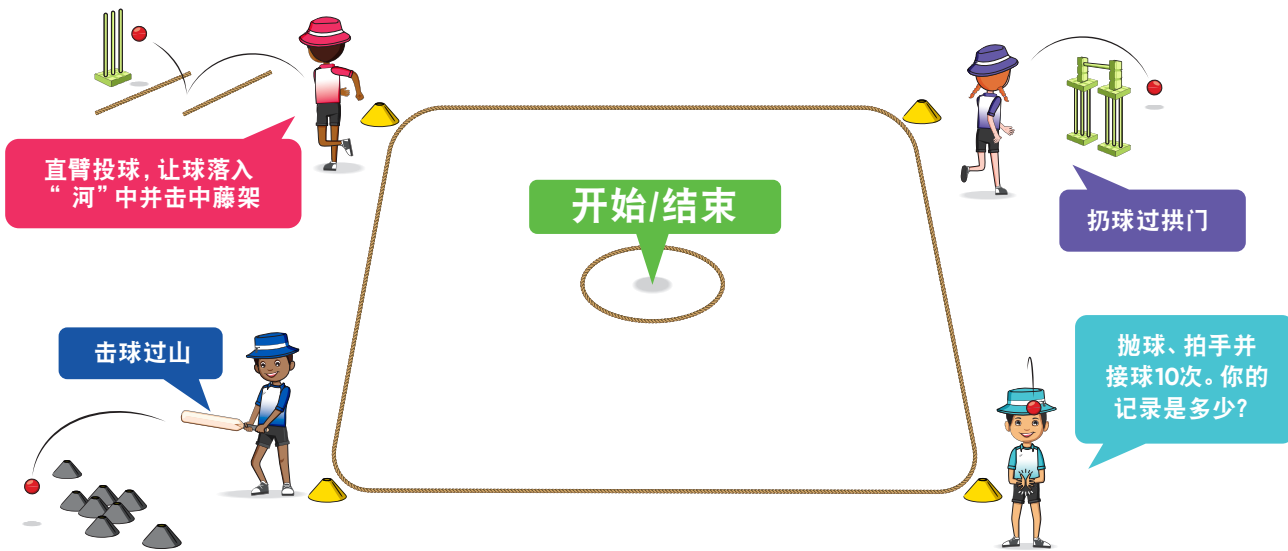 直臂投球，让球落入
“河”中并击中藤架
开始/结束
扔球过拱门
击球过山
抛球、拍手并
接球10次。你的
记录是多少？